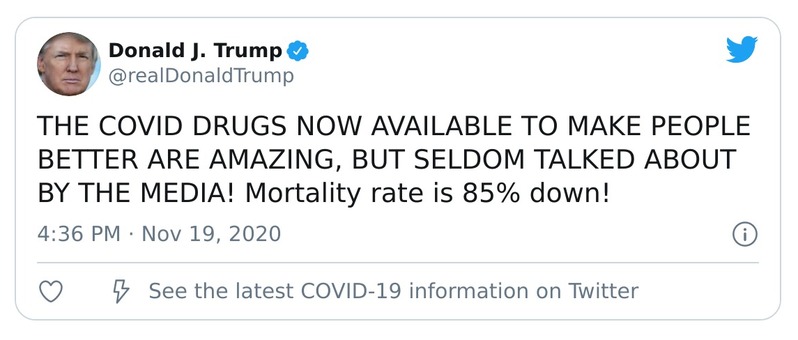 Donald J. Trump
@realDonaldTrump
THE COVID DRUGS NOW AVAILABLE TO MAKE PEOPLE
BETTER ARE AMAZING, BUT SELDOM TALKED ABOUT
BY THE MEDIA! Mortality rate is 85% down!
4:36 PM · Nov 19, 2020
See the latest COVID-19 information on Twitter